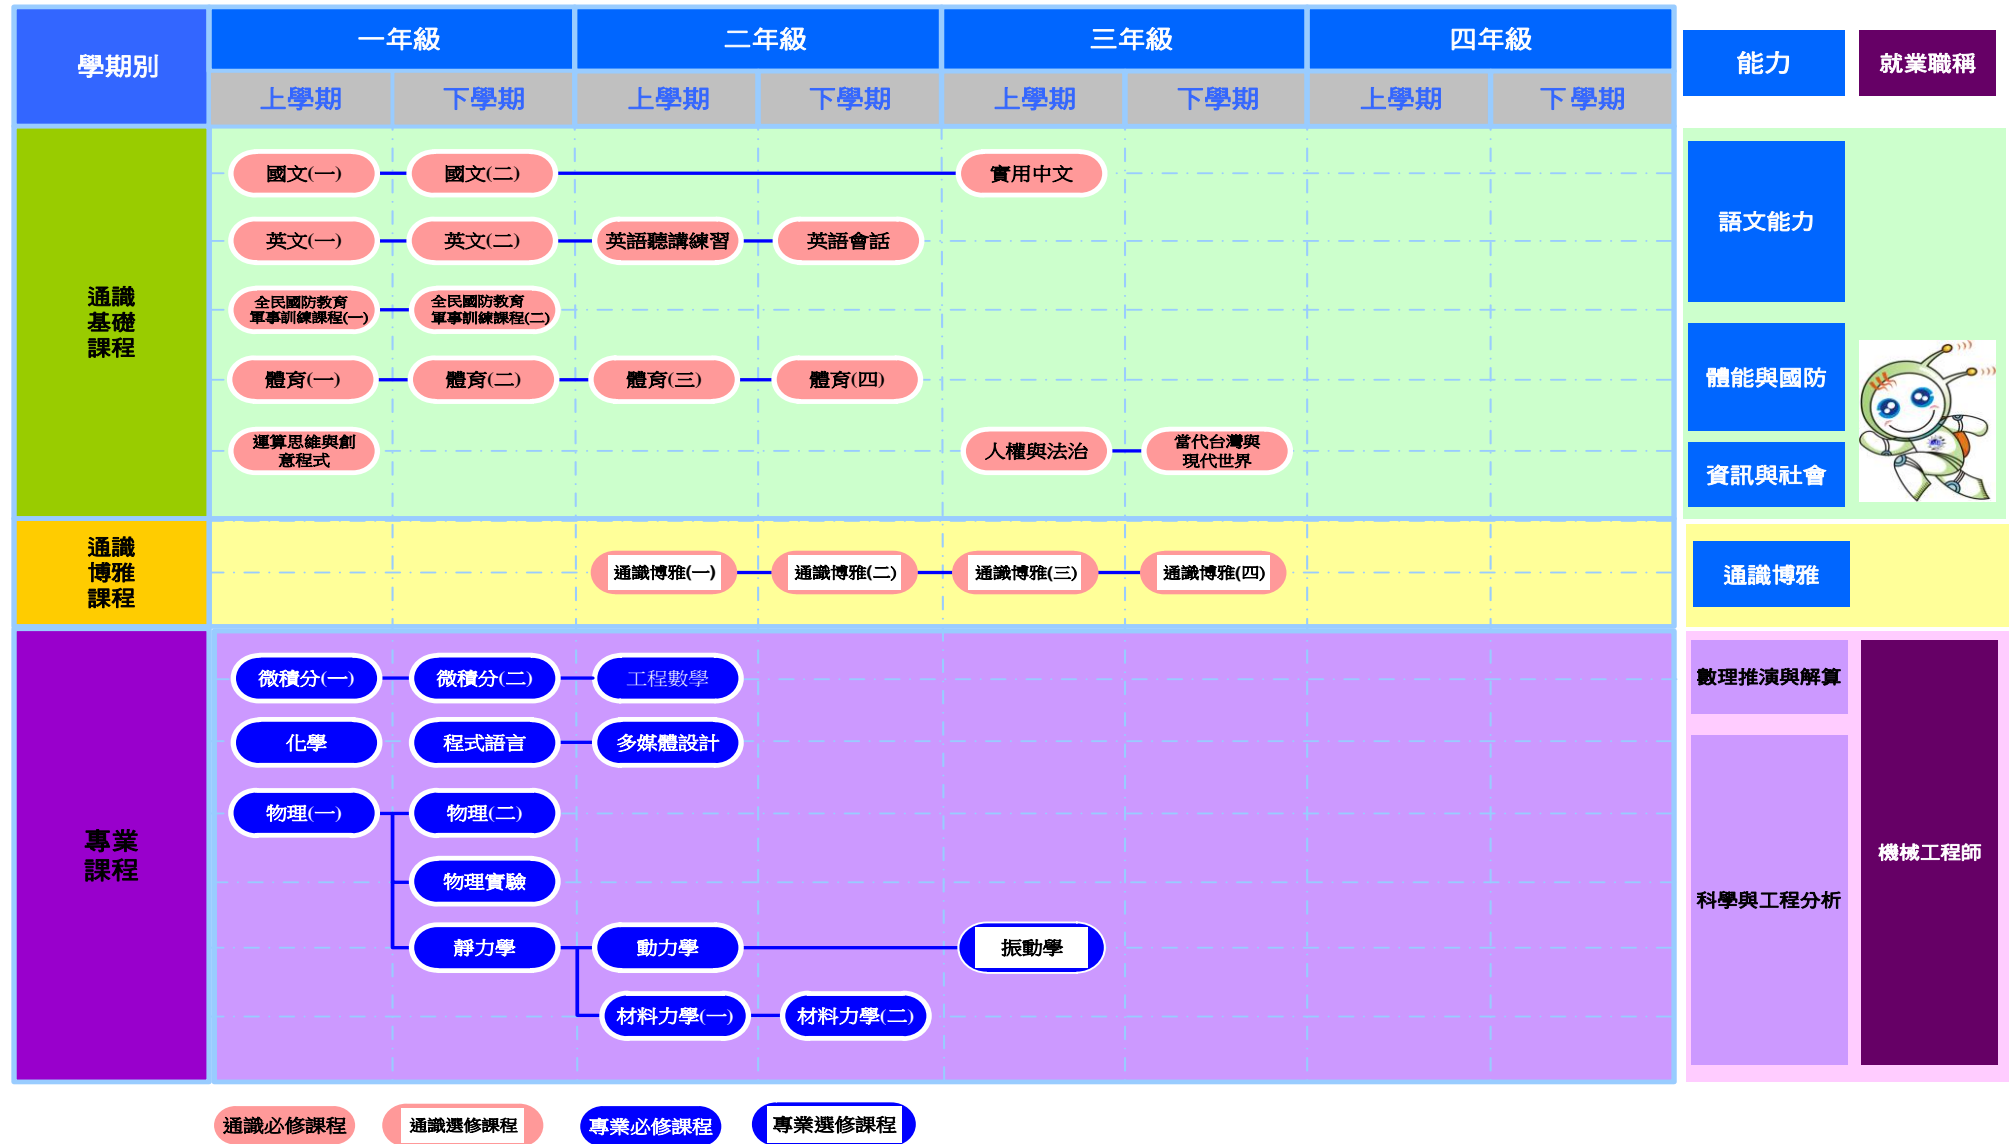 學期別
一年級
二年級
三年級
四年級
能力
就業職稱
上學期
下學期
上學期
下學期
上學期
下學期
上學期
下學期
通識
基礎
課程
國文(一)
國文(二)
實用中文
英文(一)
英文(二)
英語聽講練習
英語會話
語文能力
全民國防教育
軍事訓練課程(一)
全民國防教育
軍事訓練課程(二)
體育(一)
體育(二)
體育(三)
體育(四)
體能與國防
運算思維與創
意程式
人權與法治
當代台灣與
現代世界
資訊與社會
通識
博雅
課程
通識博雅(一)
通識博雅(二)
通識博雅(三)
通識博雅(四)
通識博雅
專業
課程
微積分(一)
微積分(二)
工程數學
數理推演與解算
化學
程式語言
多媒體設計
物理(一)
物理(二)
物理實驗
靜力學
動力學
振動學
材料力學(一)
材料力學(二)
科學與工程分析
機械工程師
通識必修課程
通識選修課程
專業必修課程
專業選修課程